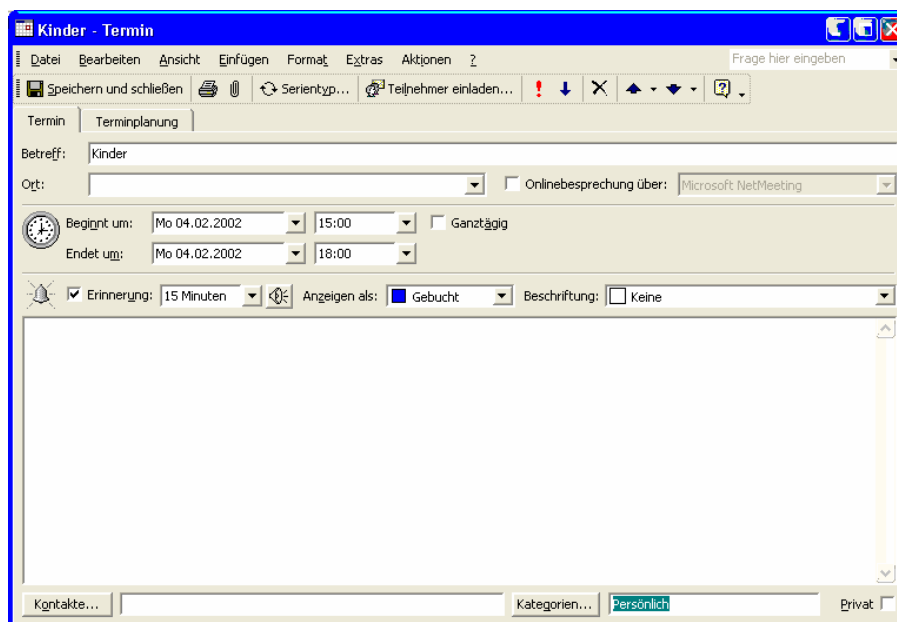 Kinder - Termin
Datei Bearbeiten Ansicht Einfügen Format Extras Aktionen ? Frage hier eingeben
Speichern und schließen Serientyp... Teilnehmer einladen...
Termin Terminplanung
Betreff: Kinder
Ort: Onlinebesprechung über: Microsoft NetMeeting
Beginnt um: Mo 04.02.2002 15:00 Ganztägig
Endet um: Mo 04.02.2002 18:00
Erinnerung: 15 Minuten Anzeigen als: Gebucht Beschriftung: Keine
Kontakte... Kategorien... Persönlich Privat